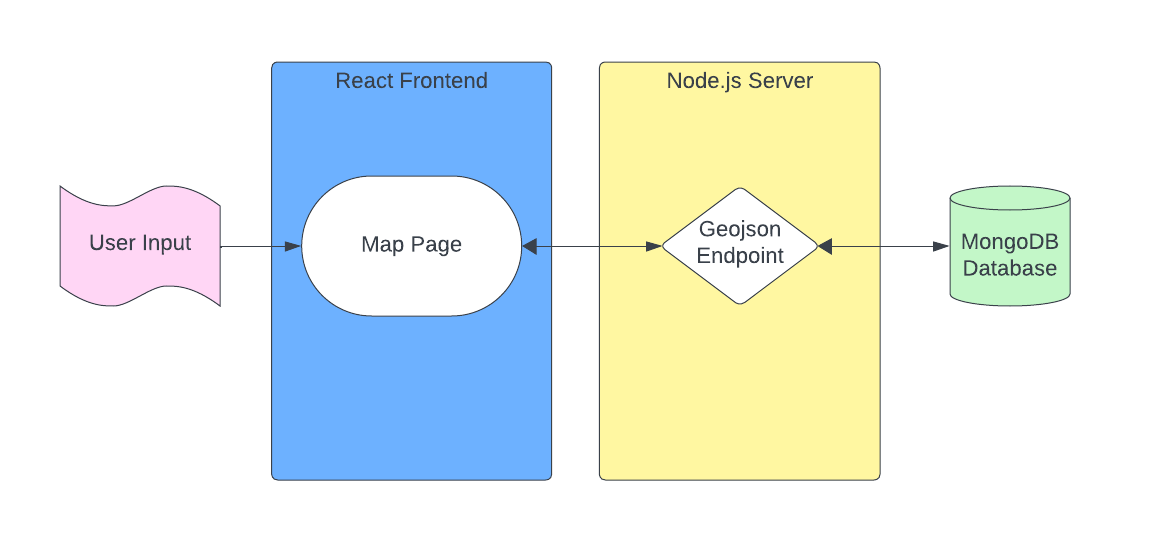 React Frontend
Node.js Server
User Input
Map Page
Geojson
Endpoint
MongoDB
Database